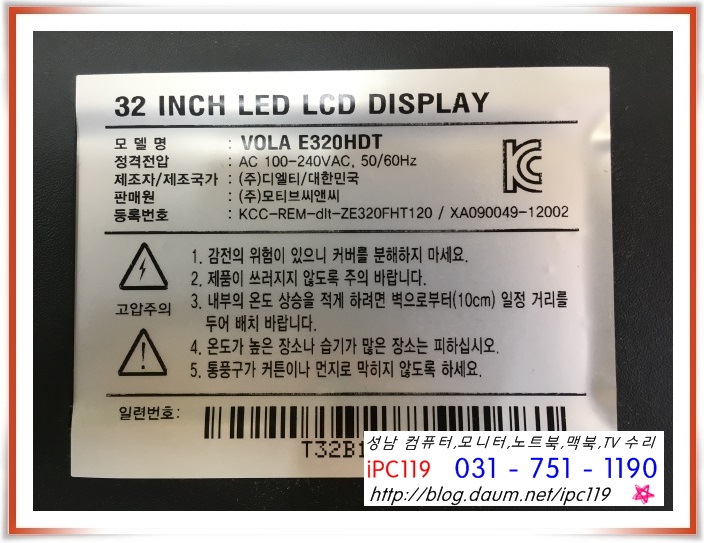 32 INCH LED LCD DISPLAY
모 델 명 : VOLA E320HDT
정격전압 : AC 100-240VAC, 50/60Hz
제조자/제조국가 : (주)디엘티/대한민국
판매원 : (주)모티브씨앤씨
등록번호 : KCC-REM-dlt-ZE320FHT120 / XA090049-12002
고압주의
1. 감전의 위험이 있으니 커버를 분해하지 마세요.
2. 제품이 쓰러지지 않도록 주의 바랍니다.
3. 내부의 온도 상승을 적게 하려면 벽으로부터(10cm) 일정 거리를
두어 배치 바랍니다.
4. 온도가 높은 장소나 습기가 많은 장소는 피하십시오.
5. 통풍구가 커튼이나 먼지로 막히지 않도록 하세요.
일련번호:
T32B1
성남 컴퓨터,모니터,노트북,맥북,TV 수리
iPC119 031 - 751 - 1190
http://blog.daum.net/ipc119